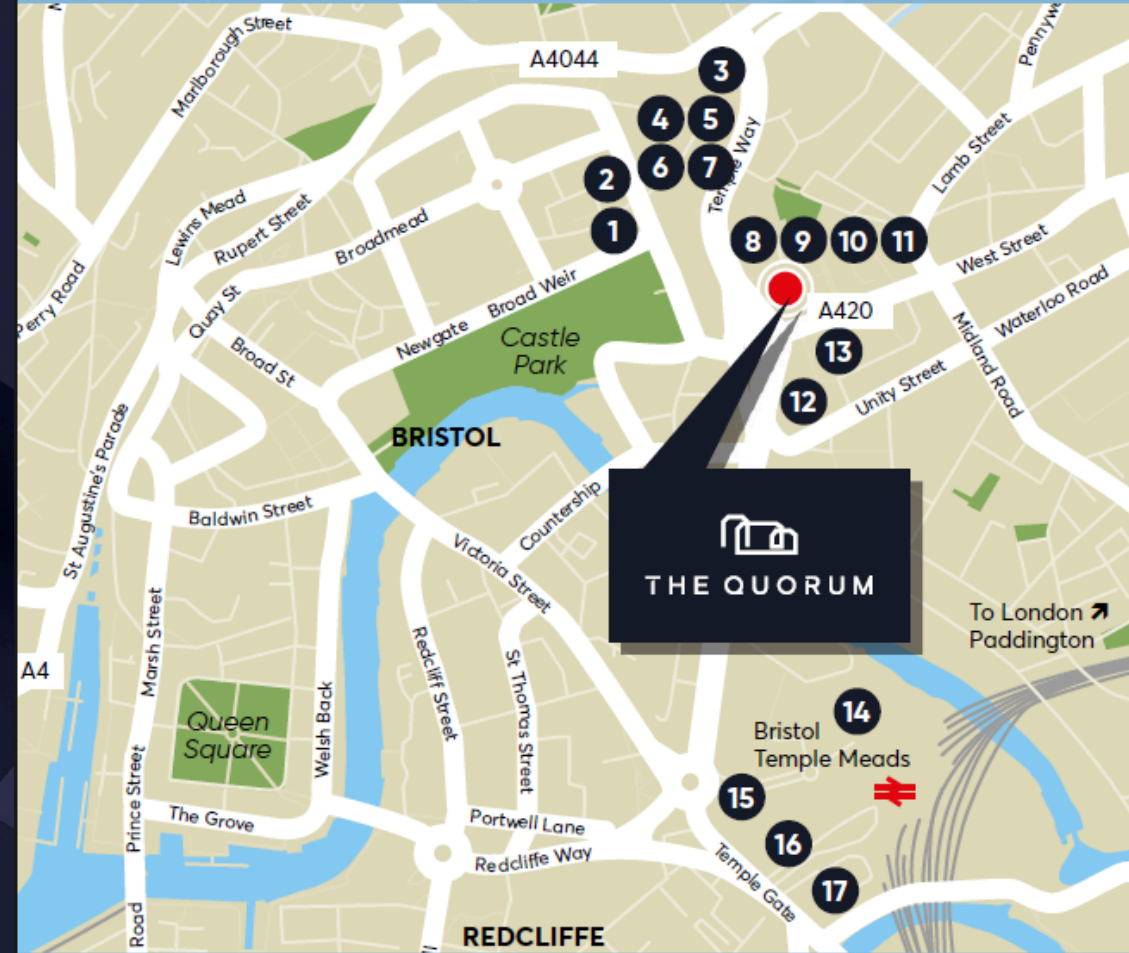 Marlborough Street
A4044
Pennywe
3
4
5
6
7
Temple Way
2
1
Lamb Street
Lewins Mead
Rupert Street
Broadmead
8
9
10
11
West Street
Perry Road
Quay St
Newgate
Broad Weir
A420
Waterloo Road
Castle
Park
13
Midland Road
Broad St
Unity Street
12
BRISTOL
St Augustine's Parade
Baldwin Street
Countership
Victoria Street
THE QUORUM
To London
Paddington
A4
Marsh Street
Redcliff Street
St Thomas Street
Welsh Back
Queen
Square
14
Bristol
Temple Meads
Prince Street
15
The Grove
Portwell Lane
16
Redcliffe Way
Temple Gate
17
Road
REDCLIFFE